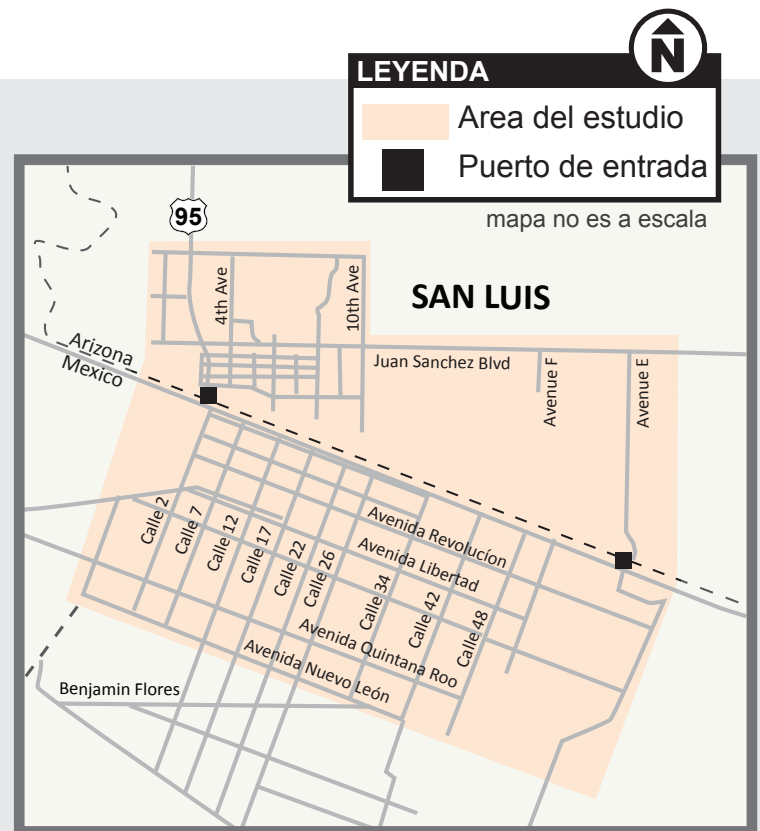 N
LEYENDA
Area del estudio
Puerto de entrada
mapa no es a escala
95
4th Ave
10th Ave
SAN LUIS
Arizona
Mexico
Juan Sanchez Blvd
Avenue F
Avenue E
Calle 2
Calle 7
Calle 12
Calle 17
Calle 22
Calle 26
Calle 34
Calle 42
Calle 48
Avenida Revolucíon
Avenida Libertad
Avenida Quintana Roo
Avenida Nuevo León
Benjamin Flores